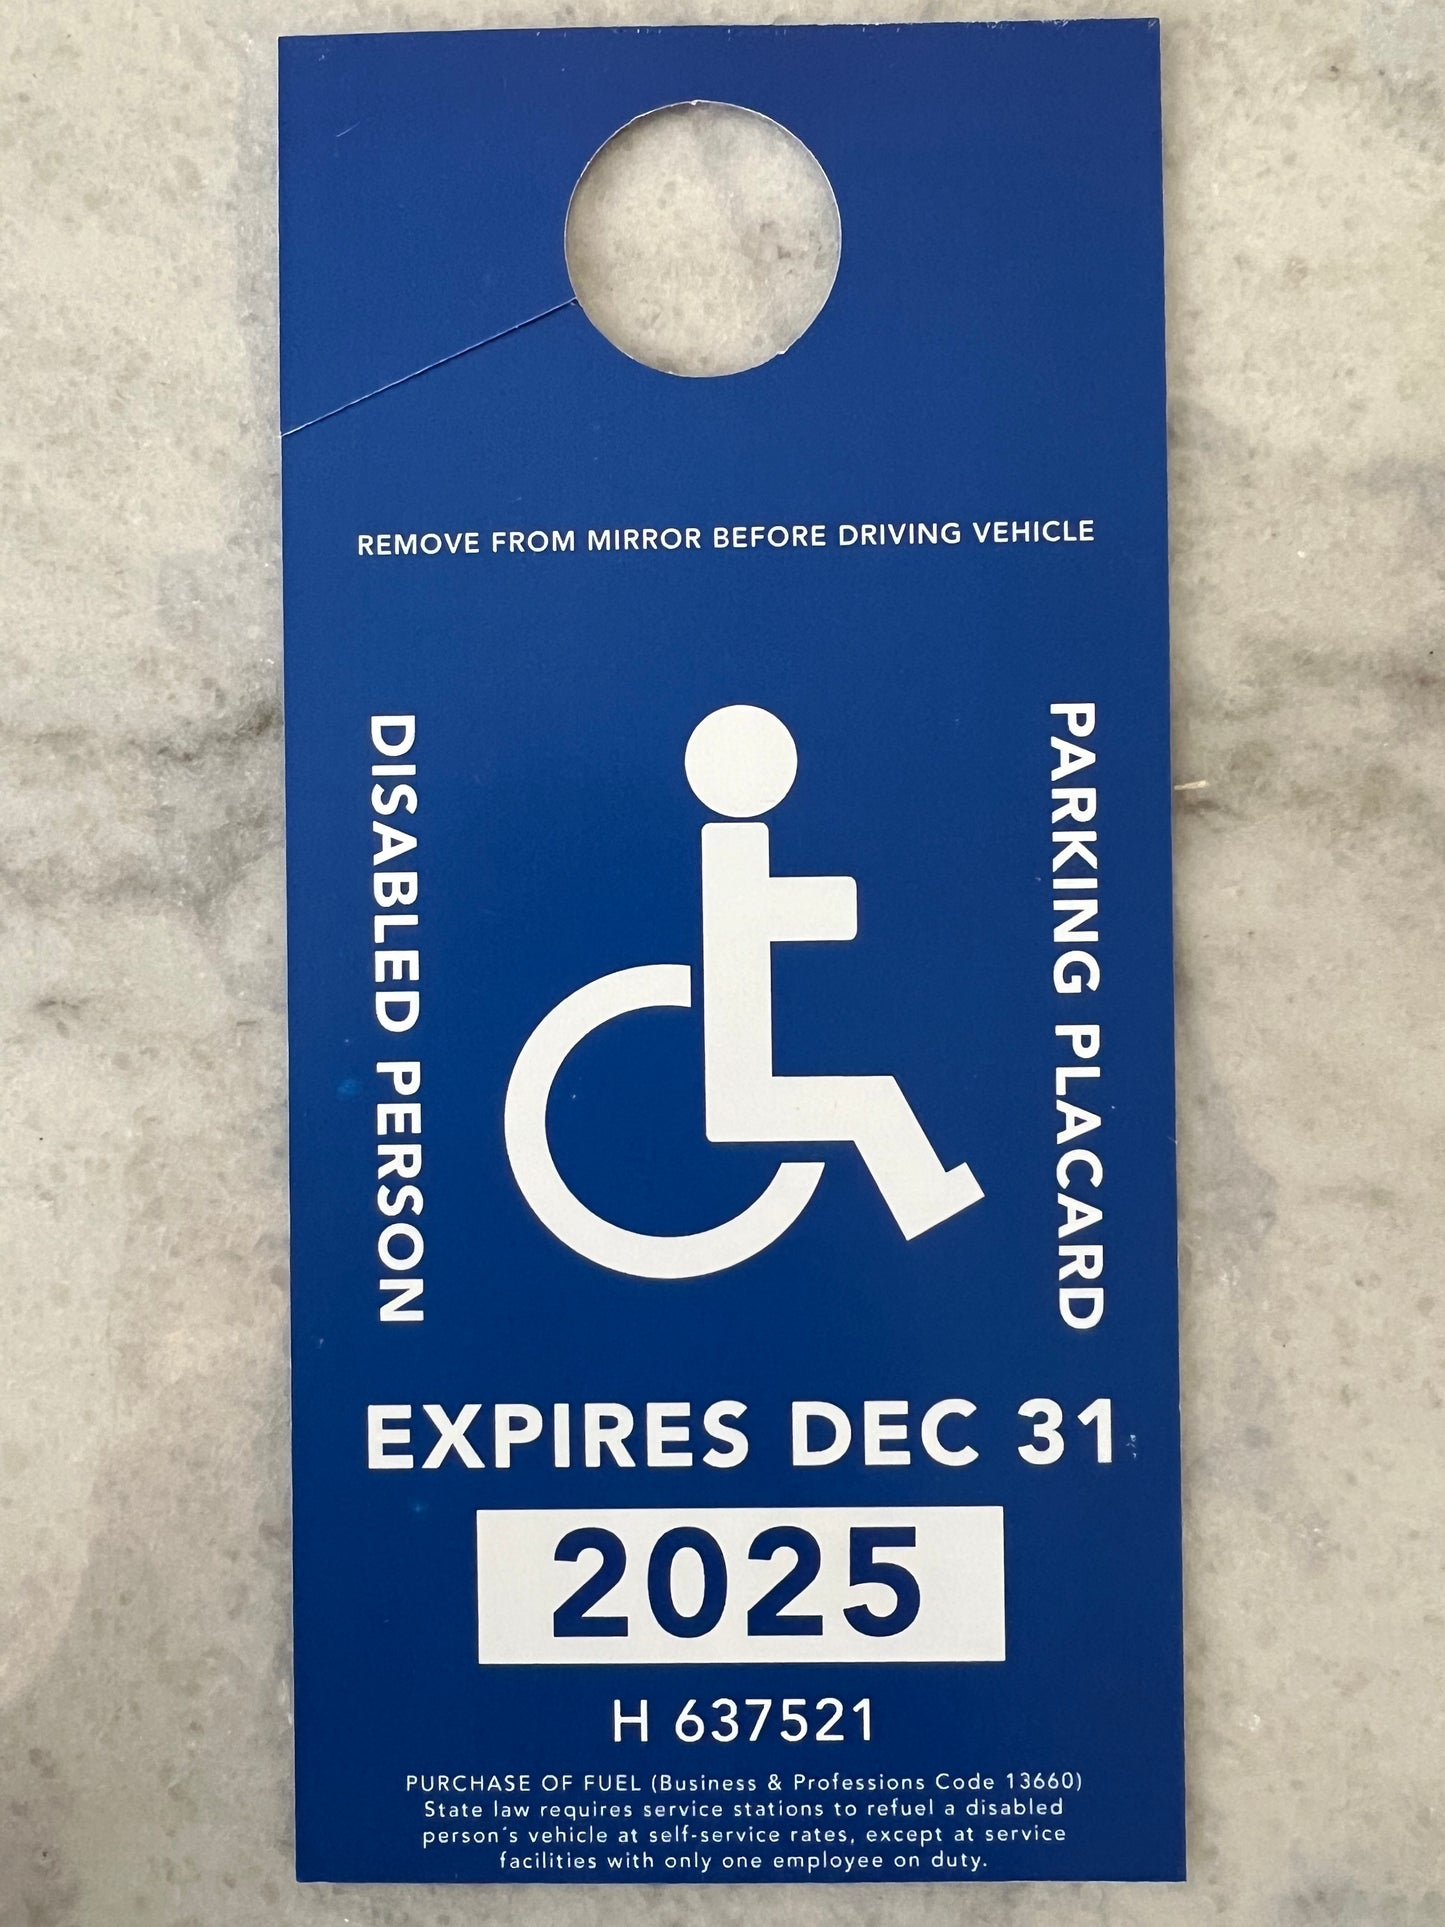 REMOVE FROM MIRROR BEFORE DRIVING VEHICLE
DISABLED PERSON
PARKING PLACARD
EXPIRES DEC 31
2025
H 637521
PURCHASE OF FUEL (Business & Professions Code 13660)
State law requires service stations to refuel a disabled
person's vehicle at self-service rates, except at service
facilities with only one employee on duty.